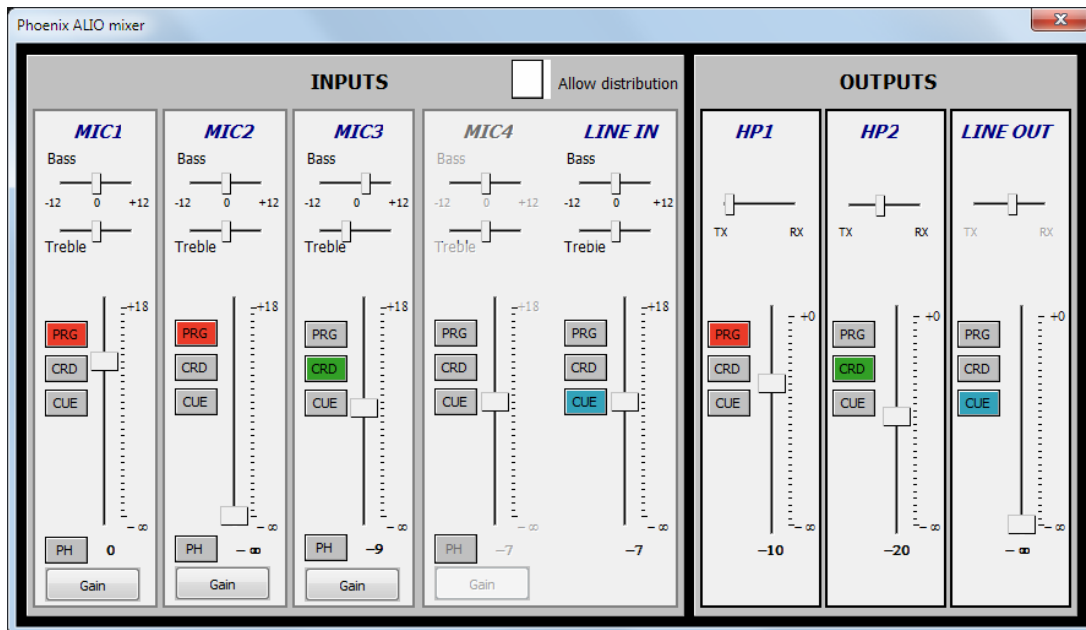 Phoenix ALIO mixer
INPUTS
Allow distribution
MIC1
Bass
-12 0 +12
Treble
+18
PRG
CRD
CUE
– ∞
PH 0
Gain
MIC2
Bass
-12 0 +12
Treble
+18
PRG
CRD
CUE
– ∞
PH – ∞
Gain
MIC3
Bass
-12 0 +12
Treble
+18
PRG
CRD
CUE
– ∞
PH –9
Gain
MIC4
Bass
-12 0 +12
Treble
+18
PRG
CRD
CUE
– ∞
PH –7
Gain
LINE IN
Bass
-12 0 +12
Trebie
+18
PRG
CRD
CUE
– ∞
–7
OUTPUTS
HP1
TX RX
+0
PRG
CRD
CUE
– ∞
–10
HP2
TX RX
+0
PRG
CRD
CUE
– ∞
–20
LINE OUT
TX RX
+0
PRG
CRD
CUE
– ∞
– ∞